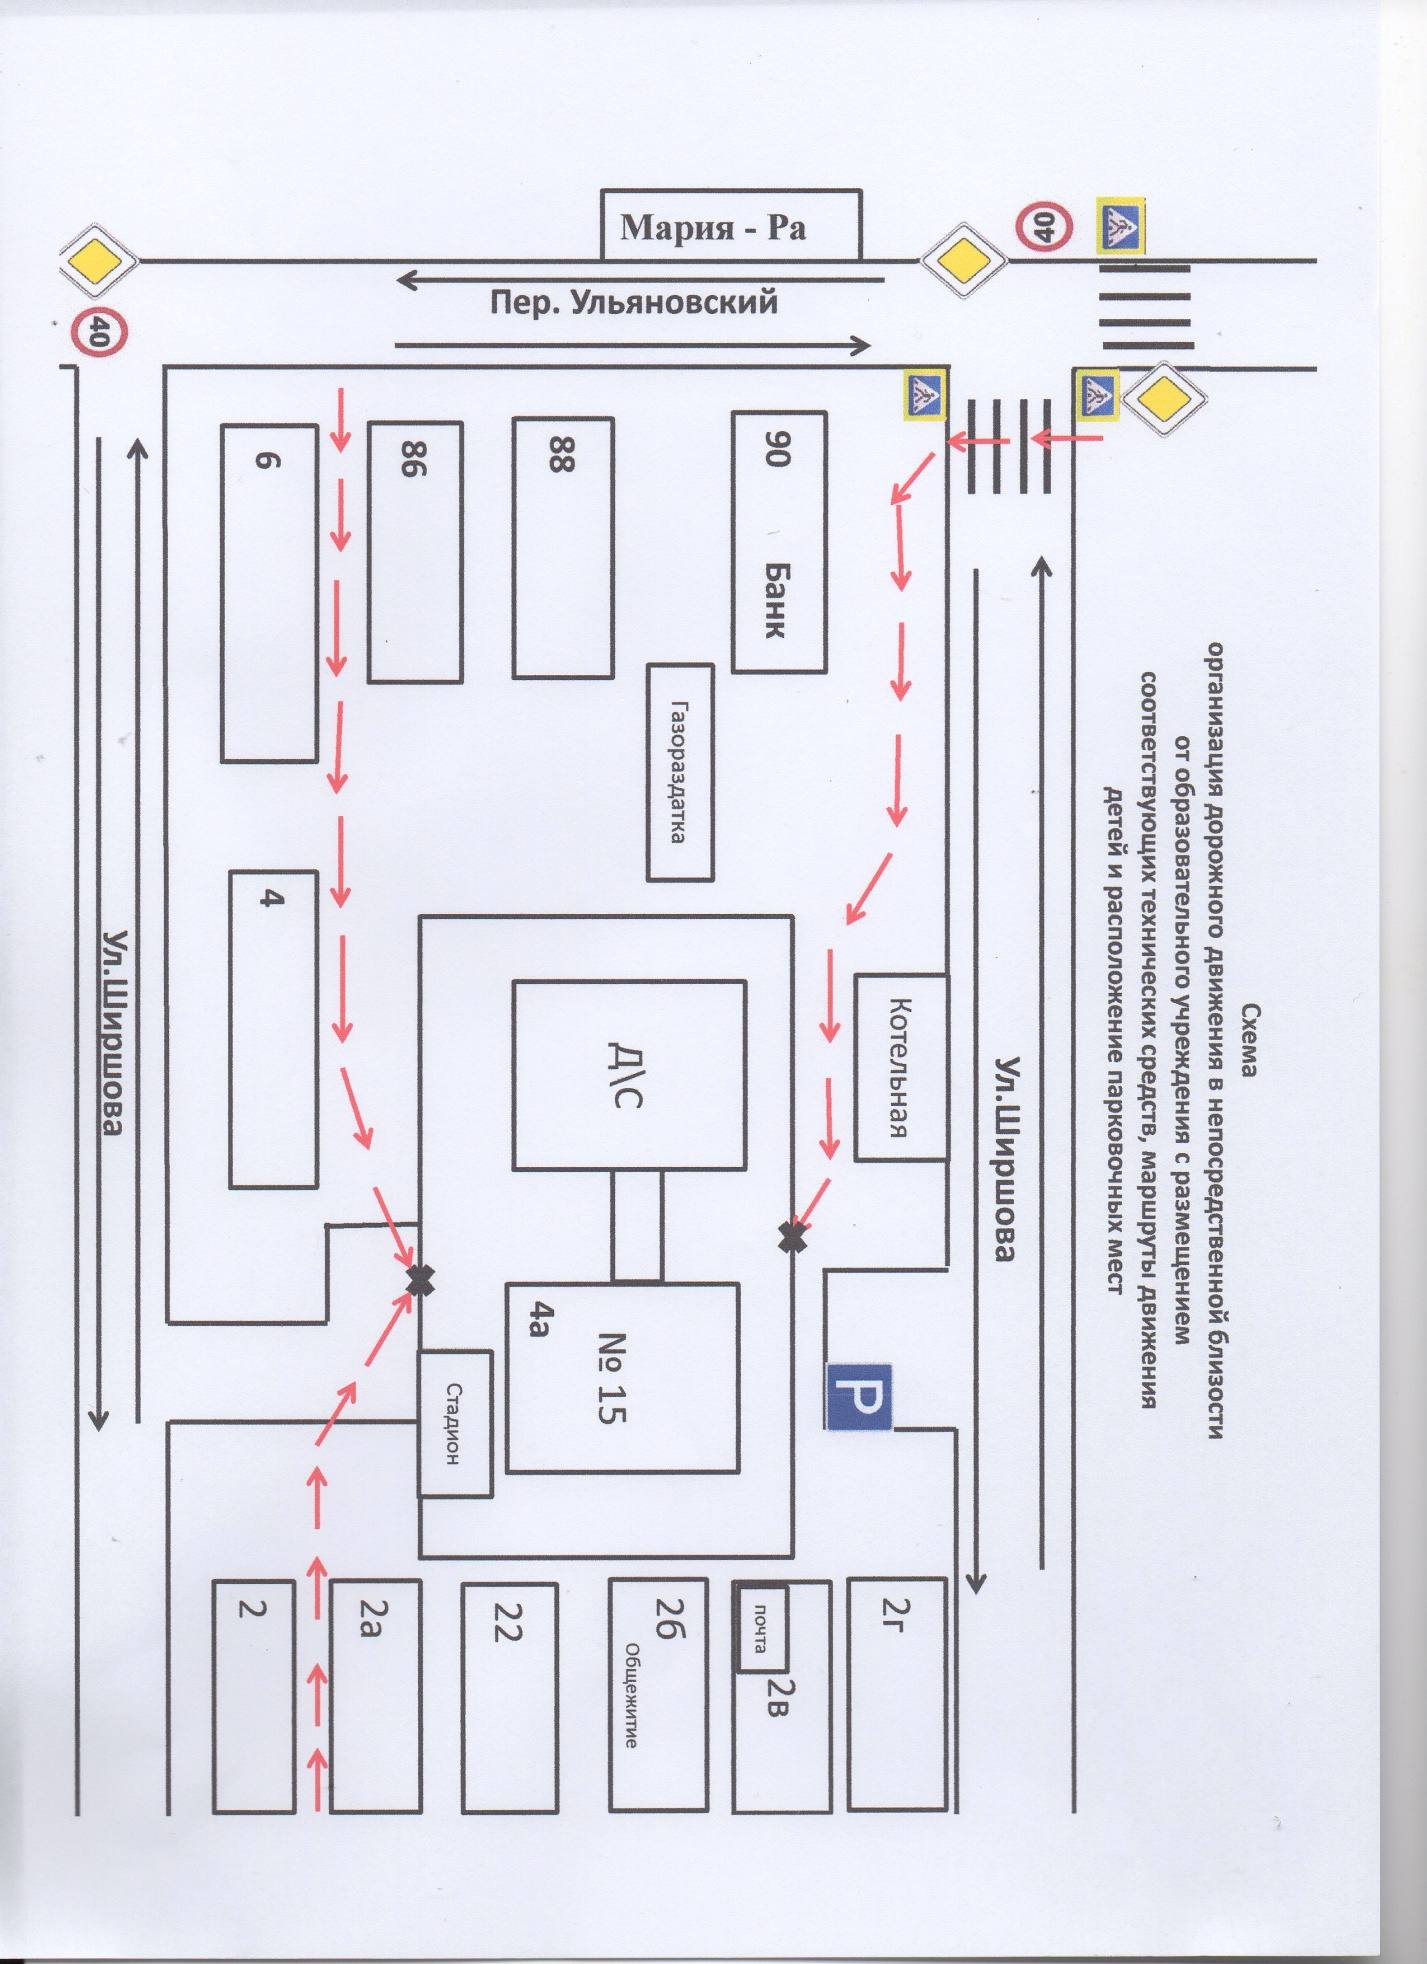 Схема
организация дорожного движения в непосредственной близости
от образовательного учреждения с размещением
соответствующих технических средств, маршруты движения
детей и расположение парковочных мест
Мария - Ра
40
Пер. Ульяновский
40
Ул.Ширшова
90 Банк
88
86
6
Газораздатка
4
Котельная
Д\С
№ 15
4а
Стадион
P
2г
почта
2в
2б
Общежитие
22
2а
2
Ул.Ширшова